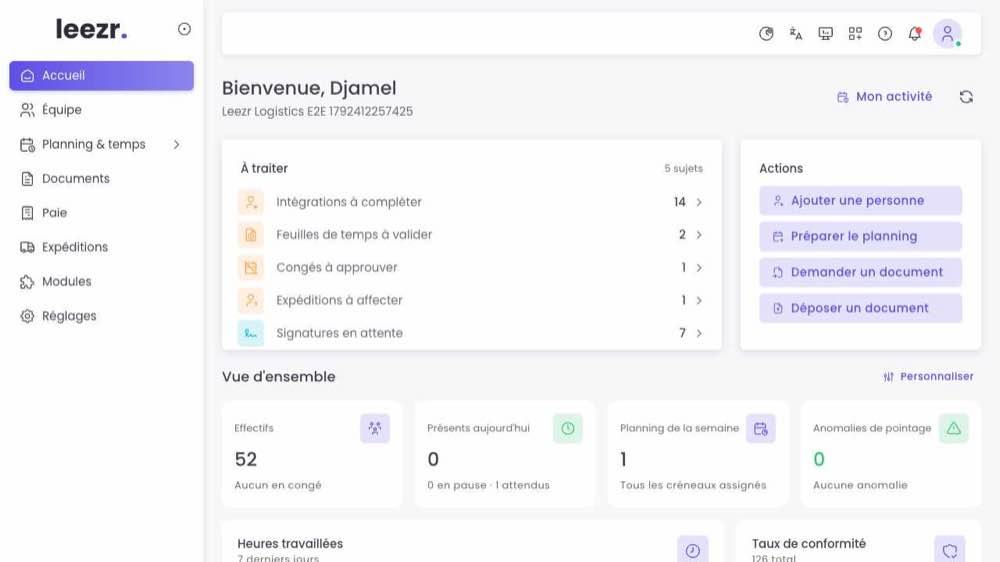 leezr.
Accueil
Équipe
Planning & temps
Documents
Paie
Expéditions
Modules
Réglages
Bienvenue, Djamel
Leezr Logistics E2E 1792412257425
Mon activité
À traiter
5 sujets
Intégrations à compléter 14
Feuilles de temps à valider 2
Congés à approuver 1
Expéditions à affecter 1
Signatures en attente 7
Actions
Ajouter une personne
Préparer le planning
Demander un document
Déposer un document
Vue d'ensemble
Personnaliser
Effectifs
52
Aucun en congé
Présents aujourd'hui
0
0 en pause · 1 attendus
Planning de la semaine
1
Tous les créneaux assignés
Anomalies de pointage
0
Aucune anomalie
Heures travaillées
7 derniers jours
Taux de conformité
126 total